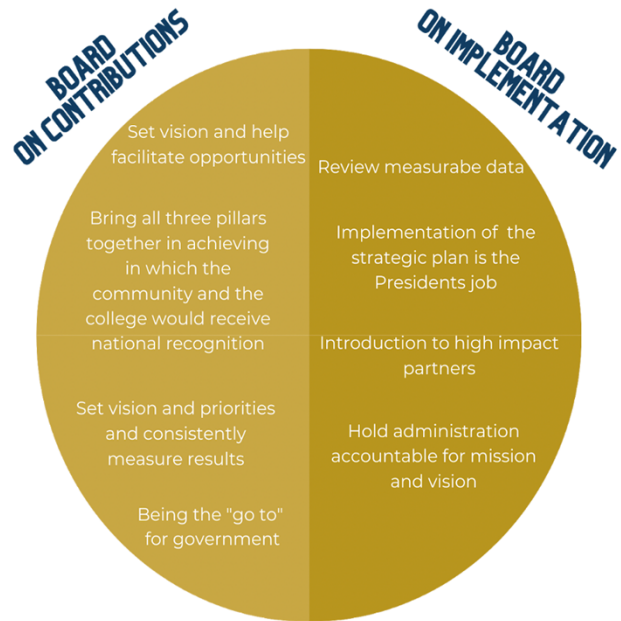 BOARD
ON CONTRIBUTIONS
Set vision and help
facilitate opportunities
Bring all three pillars
together in achieving
in which the
community and the
college would receive
national recognition
Set vision and priorities
and consistently
measure results
Being the "go to"
for government
BOARD
ON IMPLEMENTATION
Review measurabe data
Implementation of the
strategic plan is the
Presidents job
Introduction to high impact
partners
Hold administration
accountable for mission
and vision